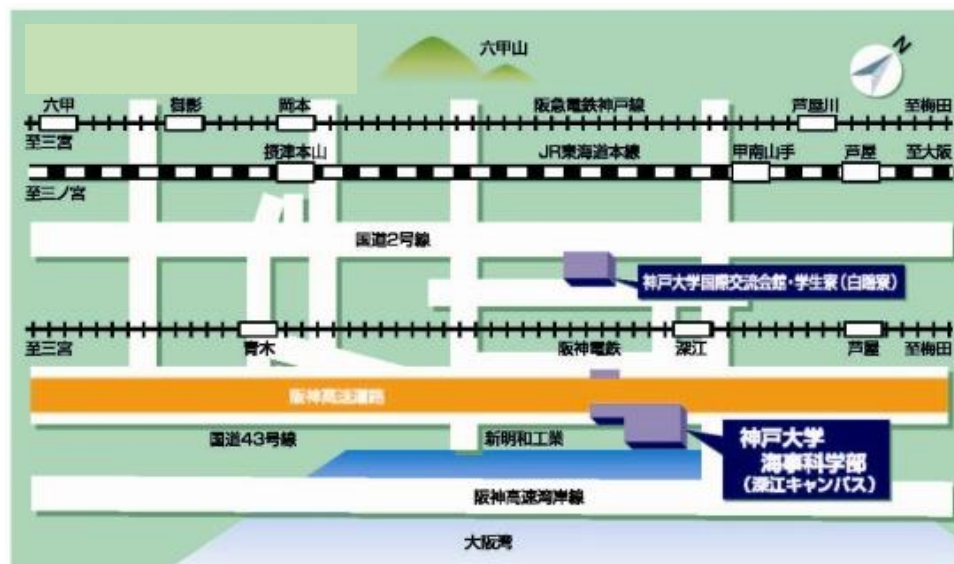 六甲山
N
六甲
御影
岡本
阪急電鉄神戸線
芦屋川
至梅田
至三宮
摂津本山
JR東海道本線
甲南山手
芦屋
至大阪
至三ノ宮
国道2号線
神戸大学国際交流会館・学生寮(白鴎寮)
至三宮
青木
阪神電鉄
深江
芦屋
至梅田
阪神高速道路
国道43号線
新明和工業
神戸大学
海事科学部
(深江キャンパス)
阪神高速湾岸線
大阪湾